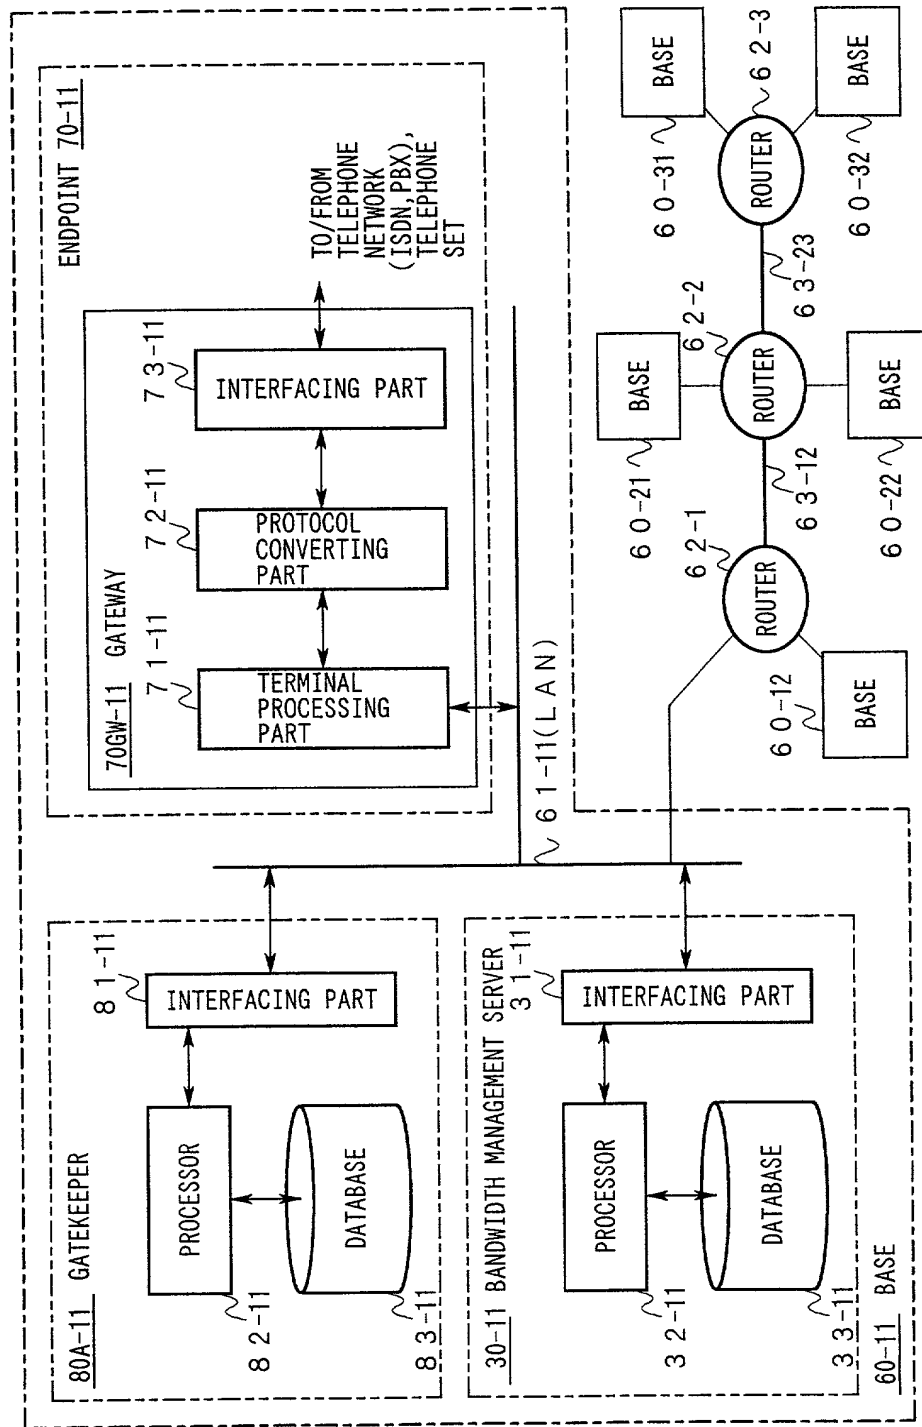 80A-11 GATEKEEPER
82-11
PROCESSOR
83-11
DATABASE
81-11
INTERFACING PART
30-11 BANDWIDTH MANAGEMENT SERVER
32-11
PROCESSOR
33-11
DATABASE
31-11
INTERFACING PART
60-11 BASE
61-11(LAN)
ENDPOINT 70-11
70GW-11 GATEWAY
71-11
TERMINAL
PROCESSING
PART
72-11
PROTOCOL
CONVERTING
PART
73-11
INTERFACING PART
TO/FROM
TELEPHONE
NETWORK
(ISDN,PBX),
TELEPHONE
SET
60-12
BASE
62-1
ROUTER
63-12
60-21
BASE
62-2
ROUTER
60-22
BASE
63-23
60-31
BASE
62-3
ROUTER
60-32
BASE